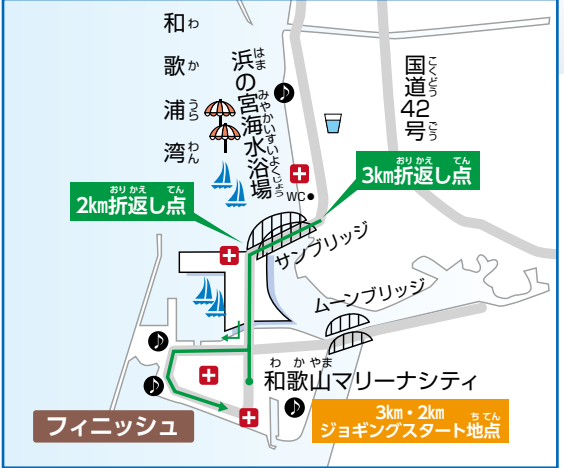 和歌浦湾
わかうらわん
浜の宮海水浴場
はまみやかいすいよくじょう
国道42号
こくどうごう
おりかえ てん
2km折返し点
おりかえ てん
3km折返し点
WC
サンブリッジ
ムーンブリッジ
わかやま
和歌山マリーナシティ
フィニッシュ
3km・2km
ちてん
ジョギングスタート地点